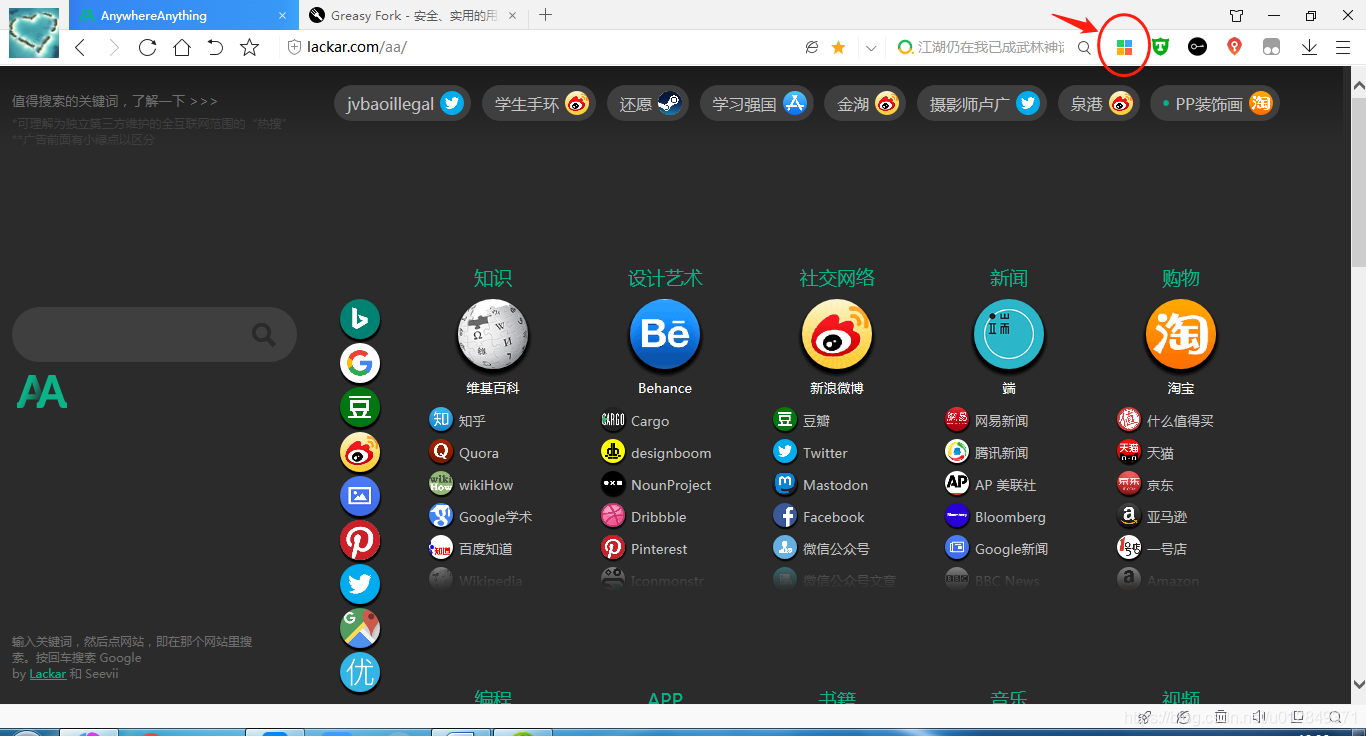 AnywhereAnything
Greasy Fork - 安全、实用的用
lackar.com/aa/
江湖仍在我已成武林神话
值得搜索的关键词，了解一下 > > >
*可理解为独立第三方维护的全互联网范围的“热搜”
**广告前面有小绿点以区分
jvbaoillegal 学生手环 还愿 学习强国 金湖 摄影师卢广 泉港 PP装饰画 淘
知识 设计艺术 社交网络 新闻 购物
维基百科 Behance 新浪微博 端 淘宝
知乎 Cargo 豆瓣 网易新闻 什么值得买
Quora designboom Twitter 腾讯新闻 天猫
wikiHow NounProject Mastodon AP 美联社 京东
Google学术 Dribbble Facebook Bloomberg 亚马逊
百度知道 Pinterest 微信公众号 Google新闻 一号店
Wikipedia Iconmonstr 微信公众号文章 BBC News Amazon
AA
输入关键词，然后点网站，即在那个网站里搜
索。按回车搜索 Google
by Lackar 和 Seevii
编程 APP 书籍 音乐 视频